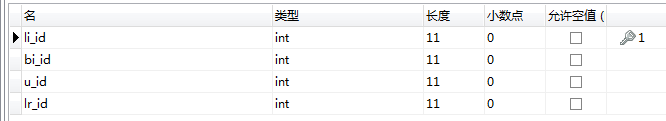 名 类型 长度 小数点 允许空值 (
li_id int 11 0 1
bi_id int 11 0
u_id int 11 0
lr_id int 11 0